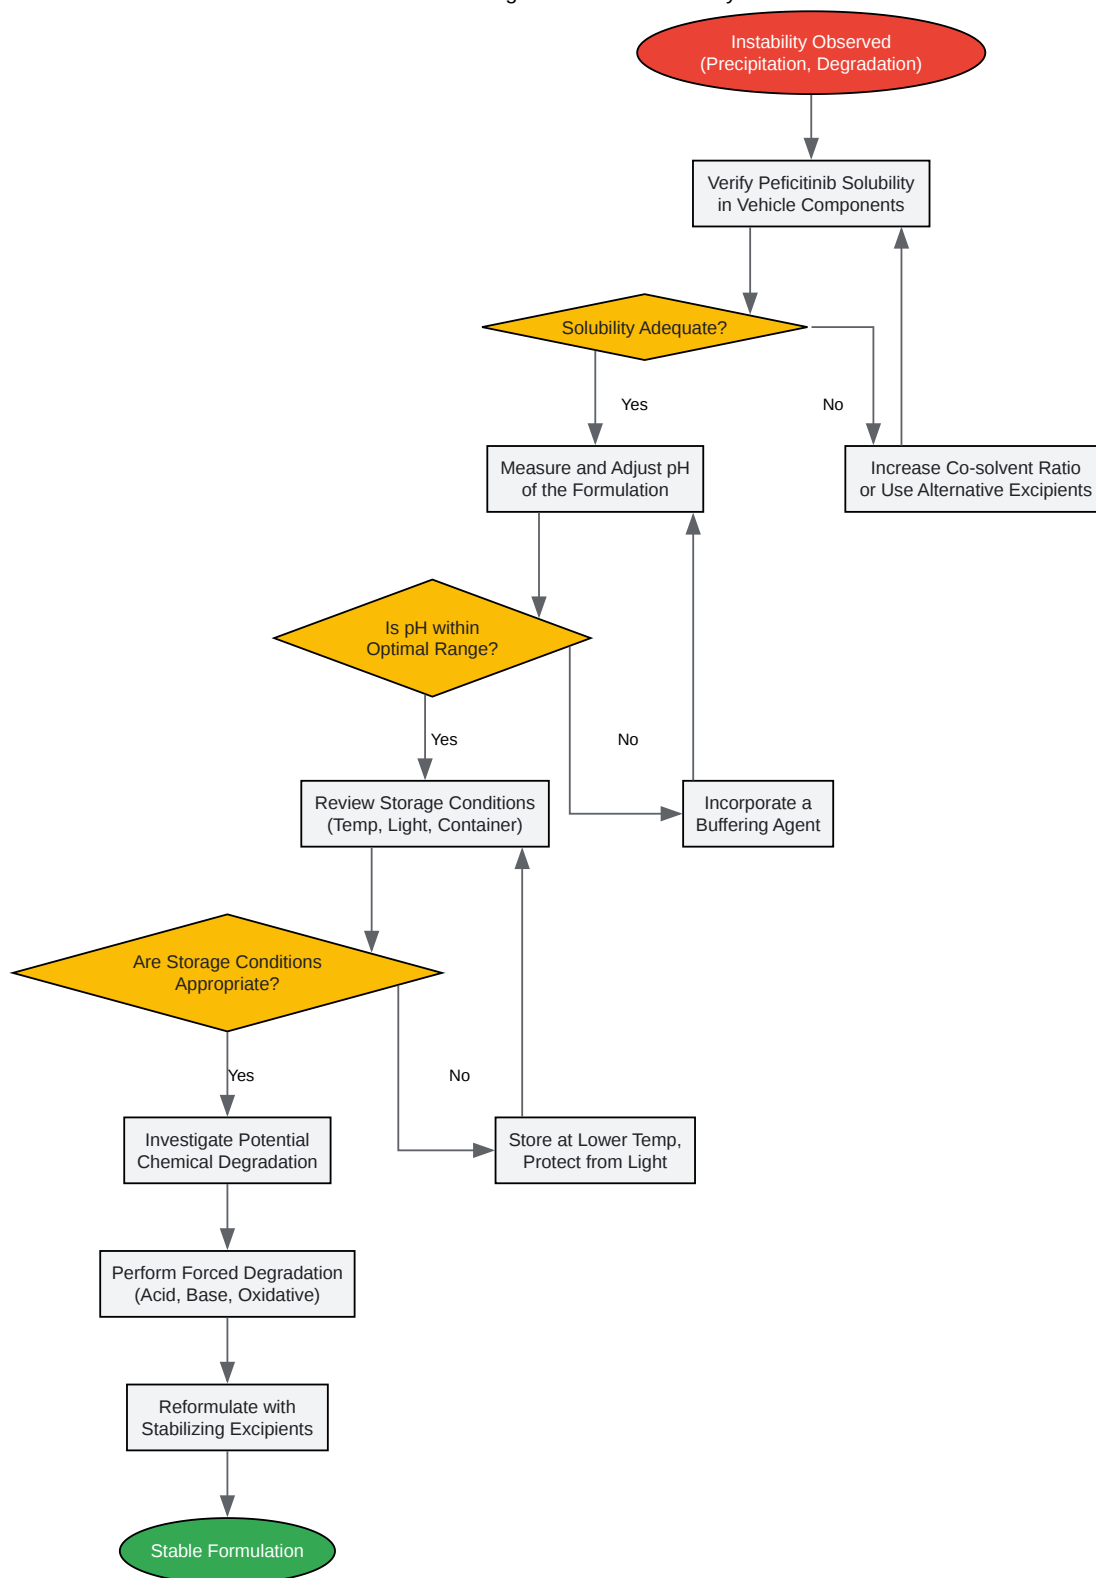 Instability Observed
(Precipitation, Degradation)
Verify Peficitinib Solubility
in Vehicle Components
Solubility Adequate?
Yes
No
Measure and Adjust pH
of the Formulation
Increase Co-solvent Ratio
or Use Alternative Excipients
Is pH within
Optimal Range?
Yes
No
Review Storage Conditions
(Temp, Light, Container)
Incorporate a
Buffering Agent
Are Storage Conditions
Appropriate?
Yes
No
Investigate Potential
Chemical Degradation
Store at Lower Temp,
Protect from Light
Perform Forced Degradation
(Acid, Base, Oxidative)
Reformulate with
Stabilizing Excipients
Stable Formulation